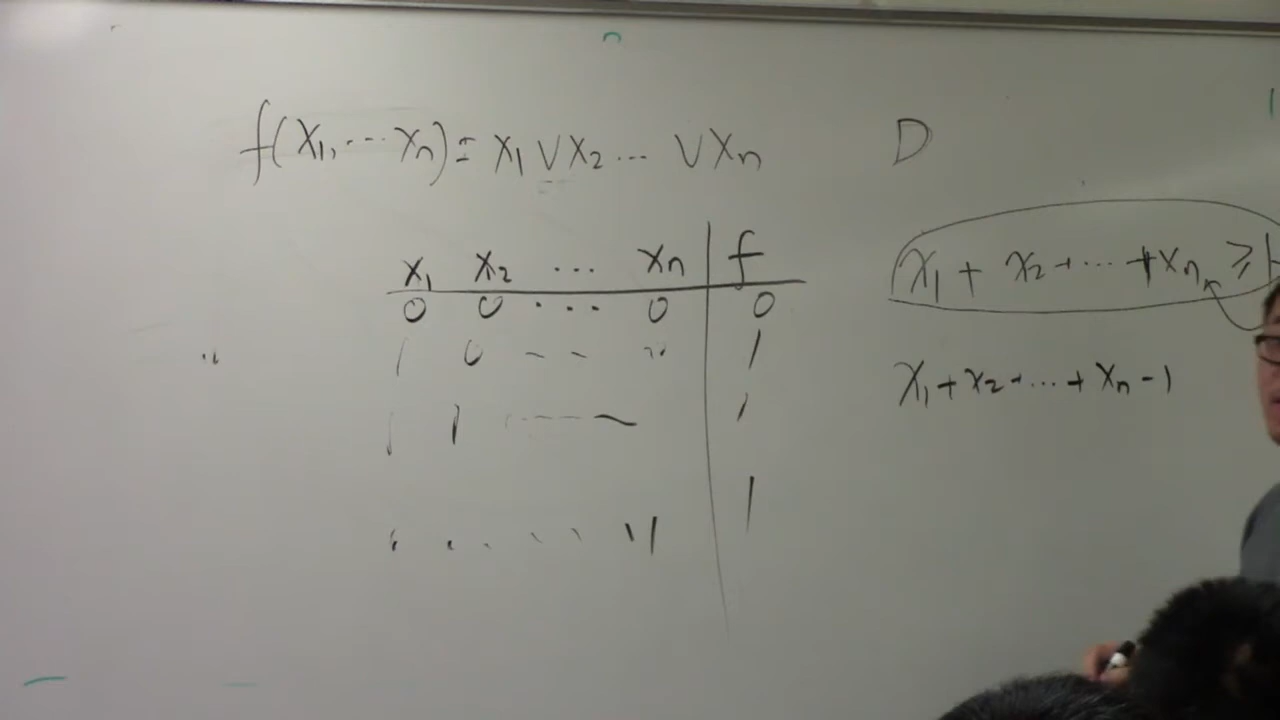 f(x₁, ... xₙ) = x₁ ∨ x₂ ... ∨ xₙ
x₁ x₂ ... xₙ | f
0 0 ... 0 | 0
1 0 - - | 1
1 1 --- | 1
. . . . . 1 1 | 1
D
x₁ + x₂ + ... + xₙ ≥
x₁ + x₂ + ... + xₙ - 1